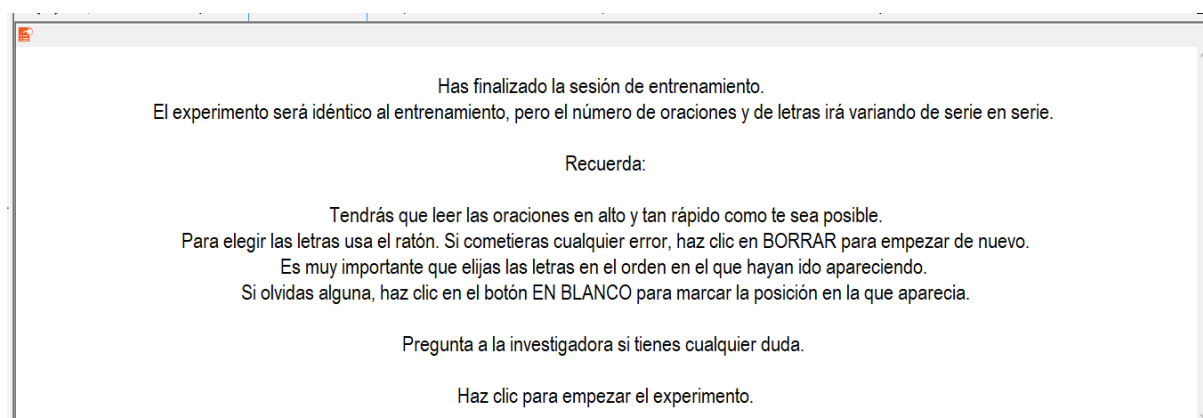 Has finalizado la sesión de entrenamiento.
El experimento será idéntico al entrenamiento, pero el número de oraciones y de letras irá variando de serie en serie.
Recuerda:
Tendrás que leer las oraciones en alto y tan rápido como te sea posible.
Para elegir las letras usa el ratón. Si cometieras cualquier error, haz clic en BORRAR para empezar de nuevo.
Es muy importante que elijas las letras en el orden en el que hayan ido apareciendo.
Si olvidas alguna, haz clic en el botón EN BLANCO para marcar la posición en la que aparecía.
Pregunta a la investigadora si tienes cualquier duda.
Haz clic para empezar el experimento.